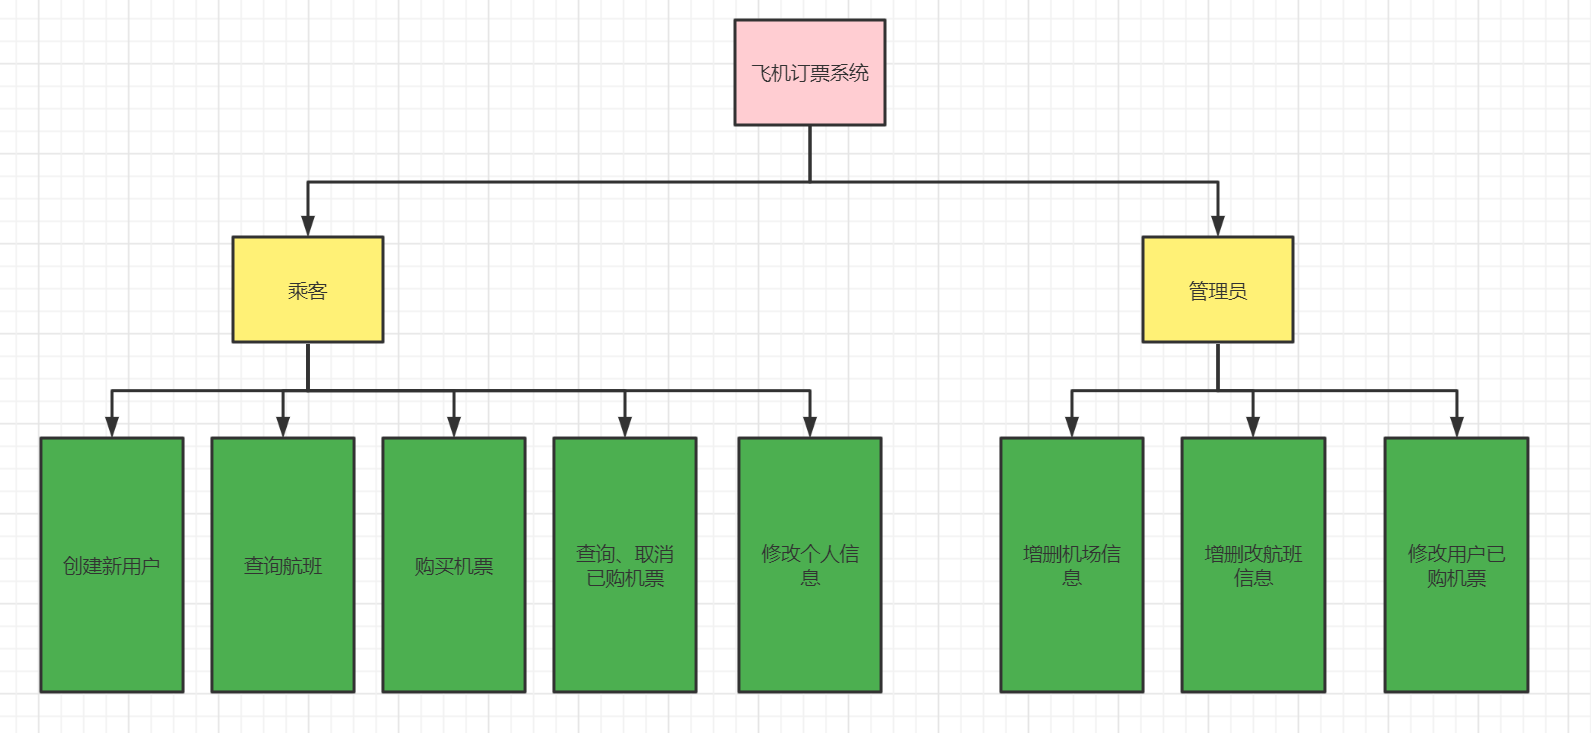 飞机订票系统
乘客
管理员
创建新用户
查询航班
购买机票
查询、取消
已购机票
修改个人信
息
增删机场信
息
增删改航班
信息
修改用户已
购机票